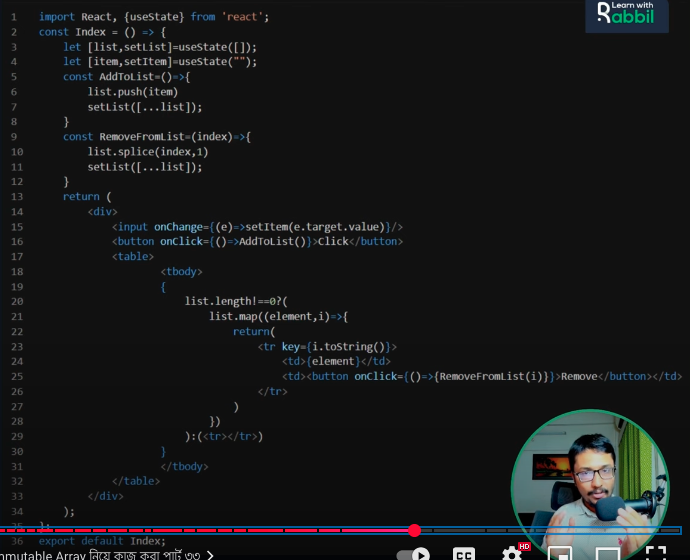 Learn with
Rabbil
1 import React, {useState} from 'react';
2 const Index = () => {
3 let [list,setList]=useState([]);
4 let [item,setItem]=useState("");
5 const AddToList=()=>{
6 list.push(item)
7 setList([...list]);
8 }
9 const RemoveFromList=(index)=>{
10 list.splice(index,1)
11 setList([...list]);
12 }
13 return (
14 <div>
15 <input onChange={(e)=>setItem(e.target.value)}/>
16 <button onClick={()=>AddToList()}>Click</button>
17 <table>
18 <tbody>
19 {
20 list.length!==0?(
21 list.map((element,i)=>{
22 return(
23 <tr key={i.toString()}>
24 <td>{element}</td>
25 <td><button onClick={()=>{RemoveFromList(i)}}>Remove</button></td>
26 </tr>
27 )
28 })
29 ):(<tr></tr>)
30 }
31 </tbody>
32 </table>
33 </div>
34 );
35 };
36 export default Index;
mmutable Array নিয়ে কাজ করা পার্ট ৩৩
CC
HD